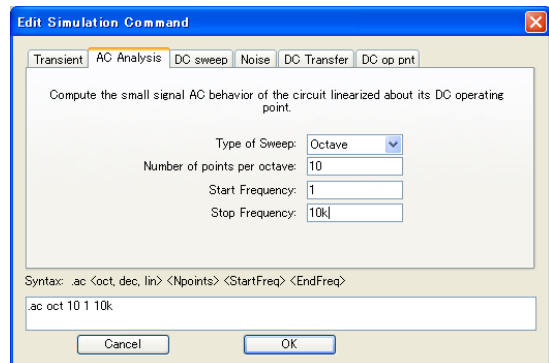 Edit Simulation Command
Transient AC Analysis DC sweep Noise DC Transfer DC op pnt
Compute the small signal AC behavior of the circuit linearized about its DC operating
point.
Type of Sweep: Octave
Number of points per octave: 10
Start Frequency: 1
Stop Frequency: 10k
Syntax: .ac <oct, dec, lin> <Npoints> <StartFreq> <EndFreq>
.ac oct 10 1 10k
Cancel OK